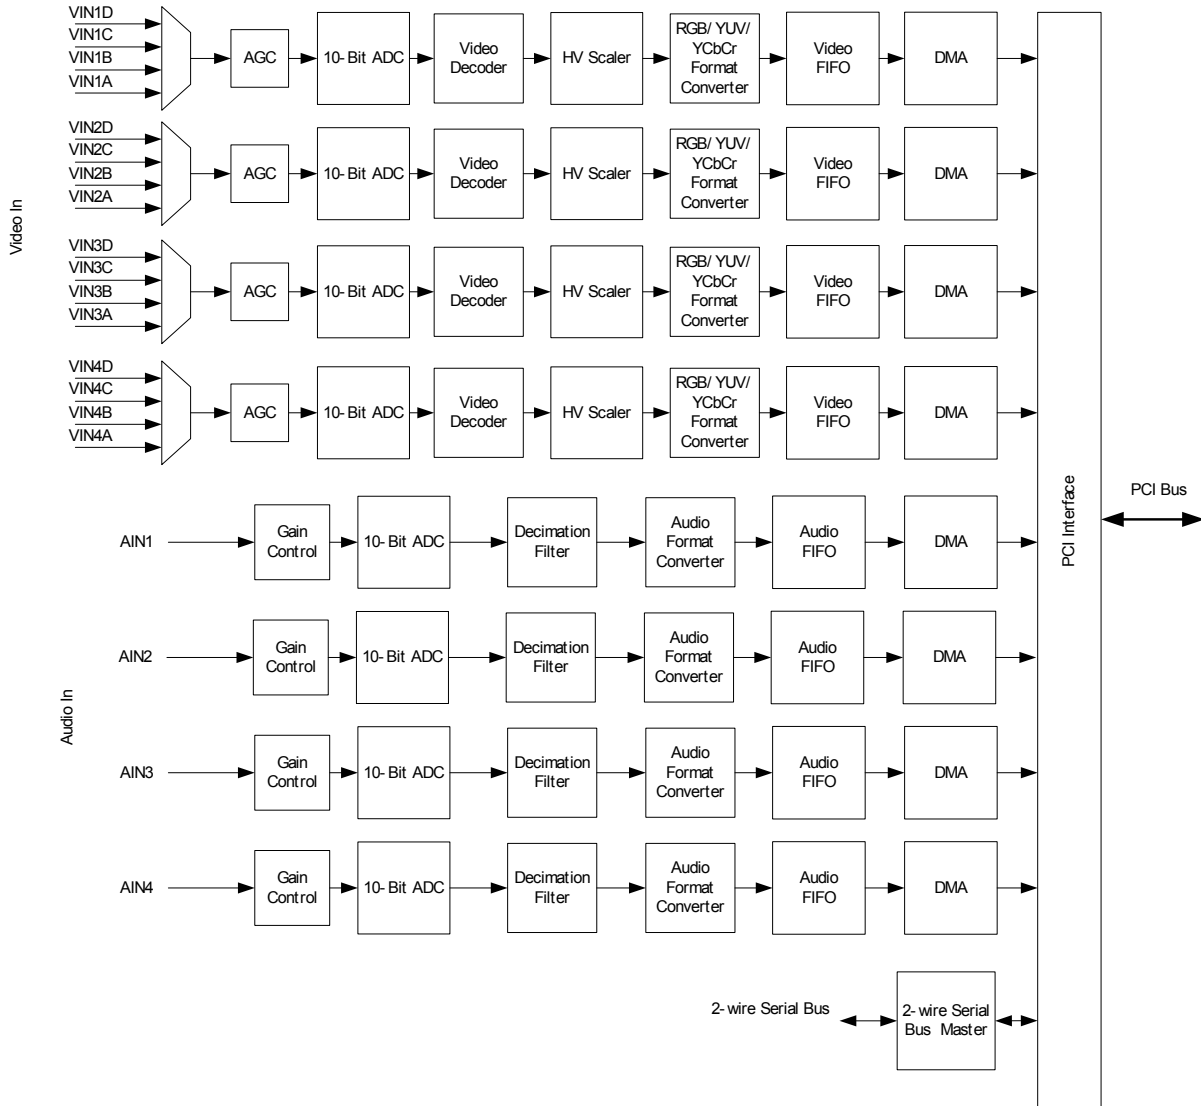 VIN1D
VIN1C
VIN1B
VIN1A
AGC
10-Bit ADC
Video
Decoder
HV Scaler
RGB/ YUV/
YCbCr
Format
Converter
Video
FIFO
DMA
VIN2D
VIN2C
VIN2B
VIN2A
AGC
10-Bit ADC
Video
Decoder
HV Scaler
RGB/ YUV/
YCbCr
Format
Converter
Video
FIFO
DMA
Video In
VIN3D
VIN3C
VIN3B
VIN3A
AGC
10-Bit ADC
Video
Decoder
HV Scaler
RGB/ YUV/
YCbCr
Format
Converter
Video
FIFO
DMA
VIN4D
VIN4C
VIN4B
VIN4A
AGC
10-Bit ADC
Video
Decoder
HV Scaler
RGB/ YUV/
YCbCr
Format
Converter
Video
FIFO
DMA
PCI Interface
PCI Bus
AIN1
Gain
Control
10-Bit ADC
Decimation
Filter
Audio
Format
Converter
Audio
FIFO
DMA
AIN2
Gain
Control
10-Bit ADC
Decimation
Filter
Audio
Format
Converter
Audio
FIFO
DMA
Audio In
AIN3
Gain
Control
10-Bit ADC
Decimation
Filter
Audio
Format
Converter
Audio
FIFO
DMA
AIN4
Gain
Control
10-Bit ADC
Decimation
Filter
Audio
Format
Converter
Audio
FIFO
DMA
2-wire Serial Bus
2-wire Serial
Bus Master